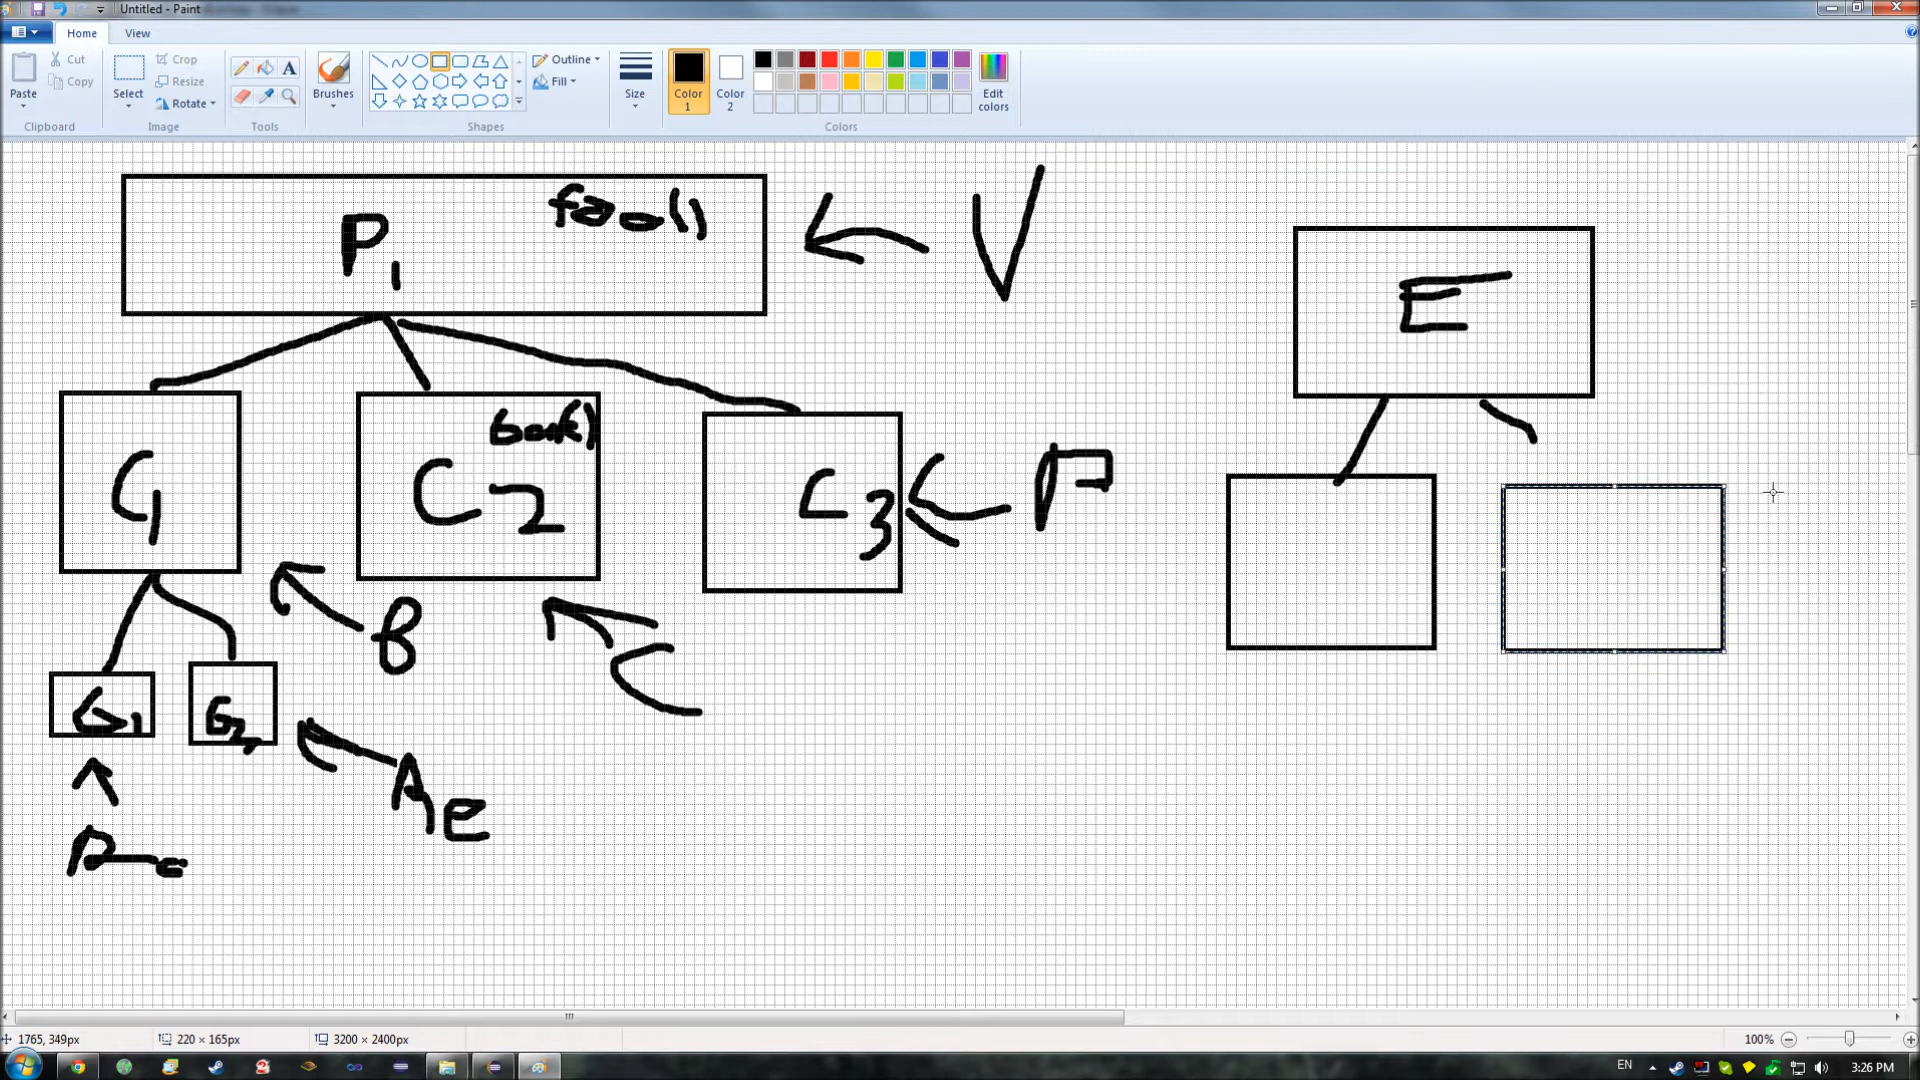 Untitled - Paint
Home
View
Paste
Cut
Copy
Clipboard
Select
Crop
Resize
Rotate
Image
Tools
Brushes
Shapes
Outline
Fill
Size
Color
1
Color
2
Edit
colors
Colors
P1
foo()
V
E
C1
C2
C3
P
B
C
G1
G2
A
E
1765, 349px
220 × 165px
3200 × 2400px
100%
EN
3:26 PM